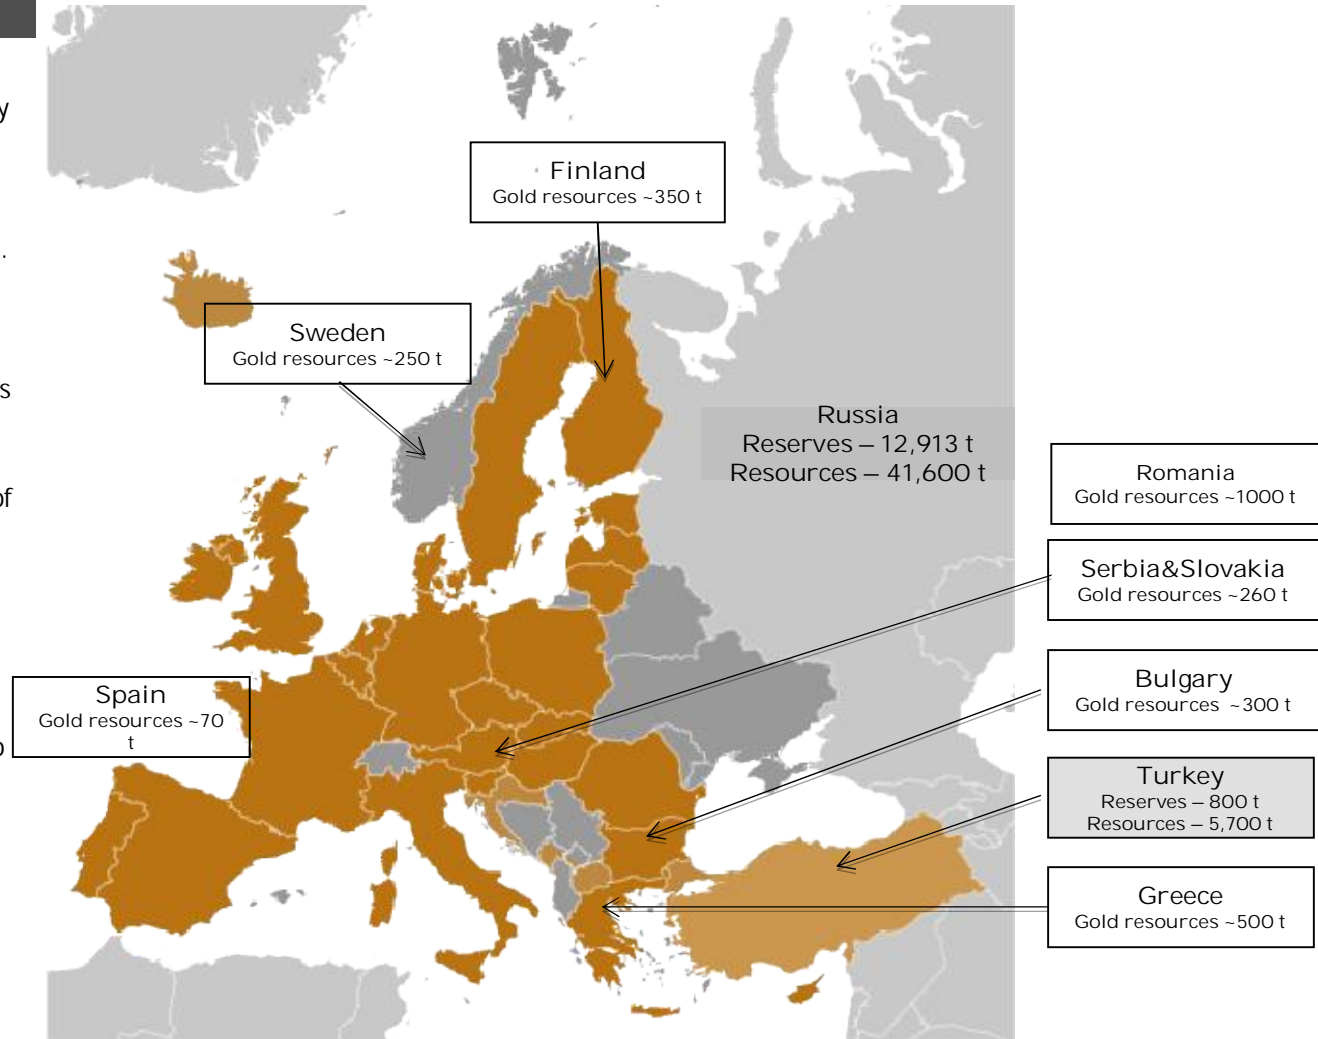 y
Finland
Gold resources ~350 t
.
Sweden
Gold resources ~250 t
s
Russia
Reserves – 12,913 t
Resources – 41,600 t
Romania
Gold resources ~1000 t
of
Serbia&Slovakia
Gold resources ~260 t
Bulgary
Gold resources ~300 t
Spain
Gold resources ~70
t
Turkey
Reserves – 800 t
Resources – 5,700 t
Greece
Gold resources ~500 t